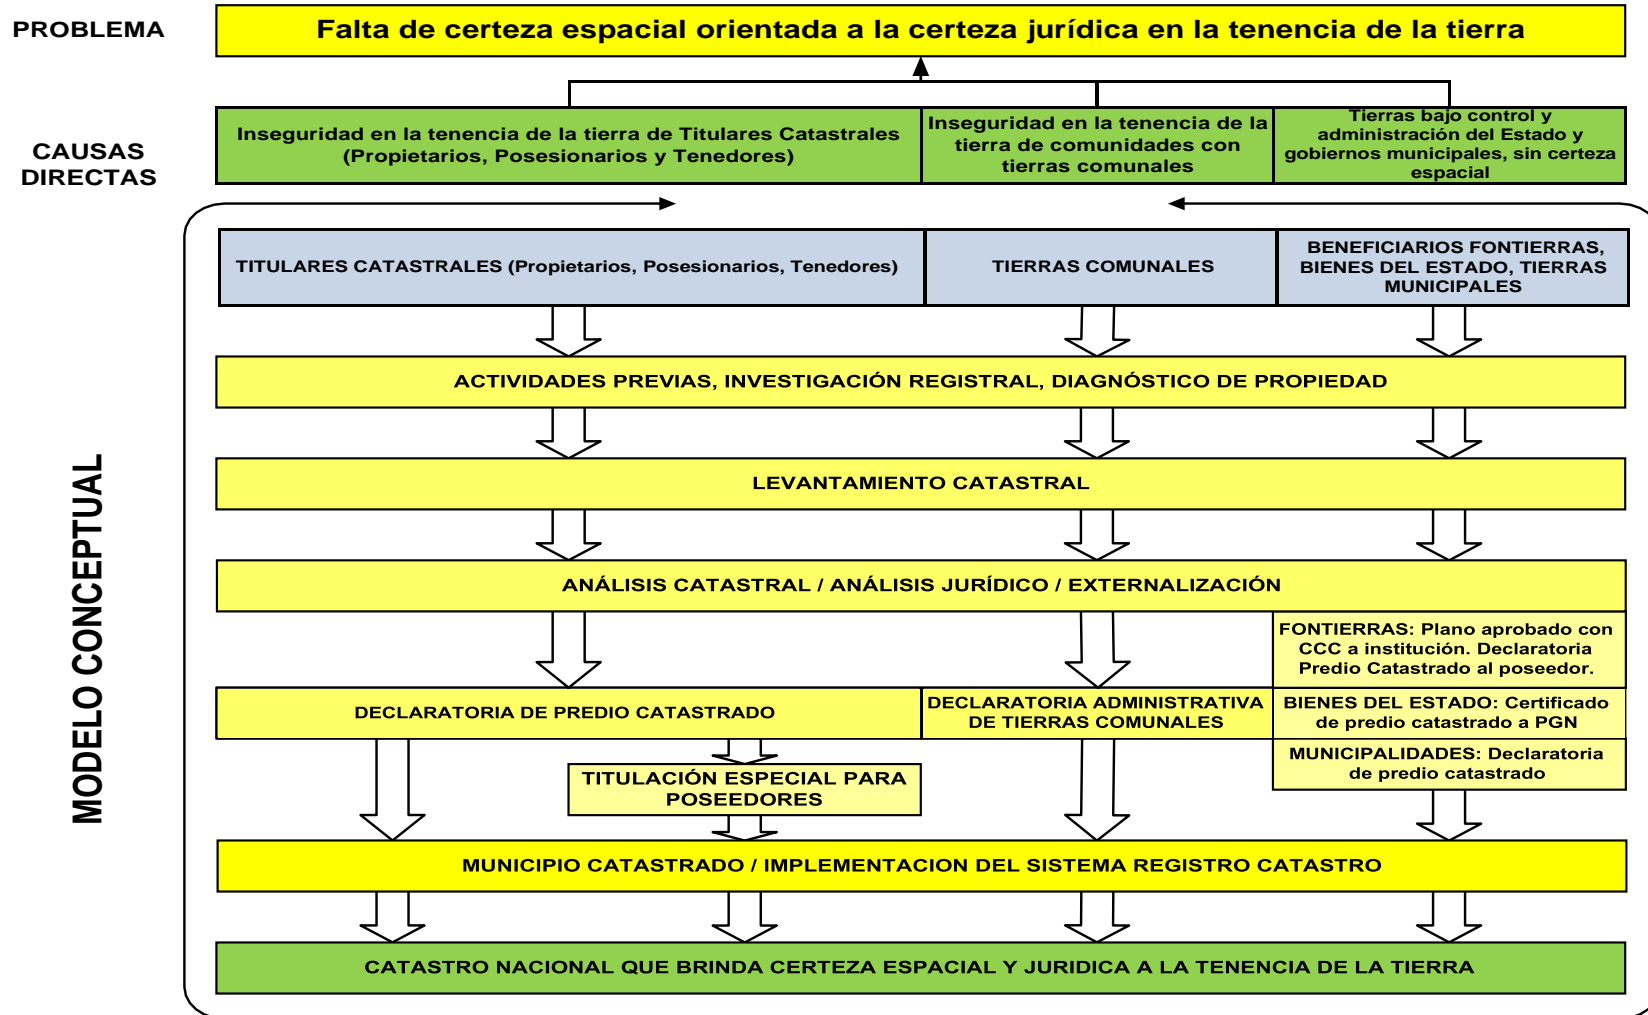 PROBLEMA
Falta de certeza espacial orientada a la certeza jurídica en la tenencia de la tierra
CAUSAS
DIRECTAS
Inseguridad en la tenencia de la tierra de Titulares Catastrales
(Propietarios, Posesionarios y Tenedores)
Inseguridad en la tenencia de la
tierra de comunidades con
tierras comunales
Tierras bajo control y
administración del Estado y
gobiernos municipales, sin certeza
espacial
MODELO CONCEPTUAL
TITULARES CATASTRALES (Propietarios, Posesionarios, Tenedores)
TIERRAS COMUNALES
BENEFICIARIOS FONTIERRAS,
BIENES DEL ESTADO, TIERRAS
MUNICIPALES
ACTIVIDADES PREVIAS, INVESTIGACIÓN REGISTRAL, DIAGNÓSTICO DE PROPIEDAD
LEVANTAMIENTO CATASTRAL
ANÁLISIS CATASTRAL / ANÁLISIS JURÍDICO / EXTERNALIZACIÓN
FONTIERRAS: Plano aprobado con
CCC a institución. Declaratoria
Predio Catastrado al poseedor.
DECLARATORIA DE PREDIO CATASTRADO
DECLARATORIA ADMINISTRATIVA
DE TIERRAS COMUNALES
BIENES DEL ESTADO: Certificado
de predio catastrado a PGN
MUNICIPALIDADES: Declaratoria
de predio catastrado
TITULACIÓN ESPECIAL PARA
POSEEDORES
MUNICIPIO CATASTRADO / IMPLEMENTACION DEL SISTEMA REGISTRO CATASTRO
CATASTRO NACIONAL QUE BRINDA CERTEZA ESPACIAL Y JURIDICA A LA TENENCIA DE LA TIERRA